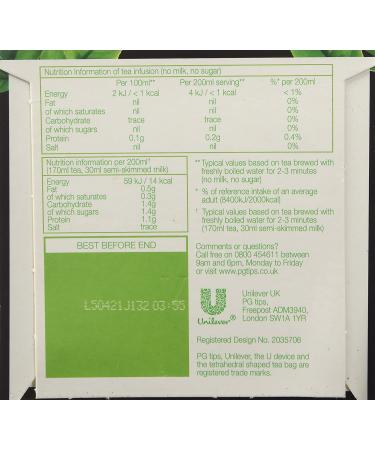 Nutrition Information of tea infusion (no milk, no sugar)
Per 100ml** Per 200ml serving** %* per 200ml
Energy 2 kJ / < 1 kcal 4 kJ / < 1 kcal < 1%
Fat nil nil 0%
of which saturates nil nil 0%
Carbohydrate trace trace 0%
of which sugars nil nil 0%
Protein 0.1g 0.2g 0.4%
Salt nil nil 0%
Nutrition information per 200ml†
(170ml tea, 30ml semi-skimmed milk)
Energy 59 kJ / 14 kcal
Fat 0.5g
of which saturates 0.3g
Carbohydrate 1.4g
of which sugars 1.4g
Protein 1.1g
Salt trace
BEST BEFORE END
L50421J132 03:55
** Typical values based on tea brewed with
freshly boiled water for 2-3 minutes
(no milk, no sugar)
* % of reference intake of an average
adult (8400kJ/2000kcal)
† Typical values based on tea brewed with
freshly boiled water for 2-3 minutes
(170ml tea, 30ml semi-skimmed milk)
Comments or questions?
Call free on 0800 454611 between
9am and 6pm, Monday to Friday
or visit www.pgtips.co.uk
Unilever
Unilever UK
PG tips,
Freepost ADM3940,
London SW1A 1YR
Registered Design No. 2035706
PG tips, Unilever, the U device and
the tetrahedral shaped tea bag are
registered trade marks.